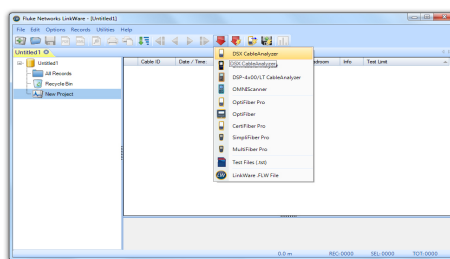 Fluke Networks LinkWare - [Untitled1]
File Edit Options Records Utilities Help
Untitled1
Untitled1
All Records
Recycle Bin
New Project
Cable ID Date / Time: Info Test Limit
DSX CableAnalyzer
DSX CableAnalyzer
DSP-4x00/LT CableAnalyzer
OMNIScanner
OptiFiber Pro
OptiFiber
CertiFiber Pro
SimpliFiber Pro
MultiFiber Pro
Test Files (.txt)
LinkWare .FLW File
0.0 m REC: 0000 SEL: 0000 TOT: 0000